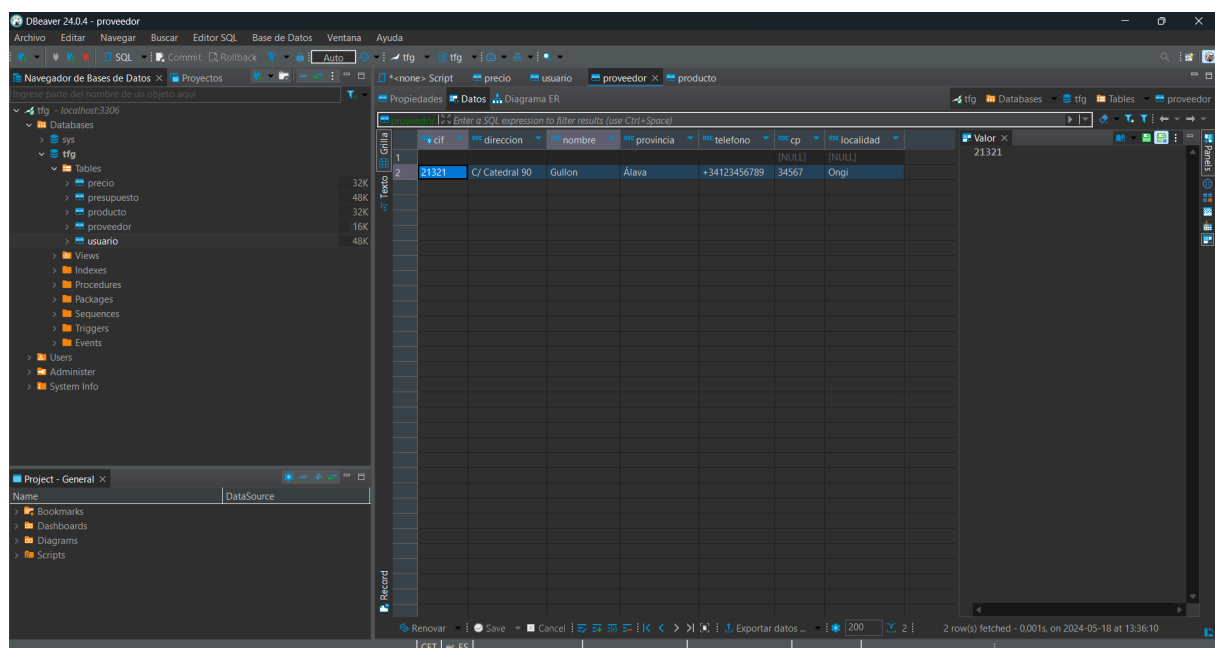 DBeaver 24.0.4 - proveedor
Archivo Editar Navegar Buscar Editor SQL Base de Datos Ventana Ayuda
SQL Commit Rollback Auto tfg tfg
Navegador de Bases de Datos Proyectos
*<none> Script precio usuario proveedor producto
Ingrese parte del nombre de un objeto aquí
Propiedades Datos Diagrama ER
tfg Databases tfg Tables proveedor
tfg - localhost:3306
Databases
sys
tfg
Tables
precio 32K
presupuesto 48K
producto 32K
proveedor 16K
usuario 48K
Views
Indexes
Procedures
Packages
Sequences
Triggers
Events
Users
Administer
System Info
proveedor Enter a SQL expression to filter results (use Ctrl+Space)
Grilla
Texto
Record
cif direccion nombre provincia telefono cp localidad
1 [NULL] [NULL]
2 21321 C/ Catedral 90 Gullon Álava +34123456789 34567 Ongi
Valor
21321
Panels
Project - General
Name DataSource
Bookmarks
Dashboards
Diagrams
Scripts
Renovar Save Cancel Exportar datos ... 200 2
2 row(s) fetched - 0,001s, on 2024-05-18 at 13:36:10
CET es_ES